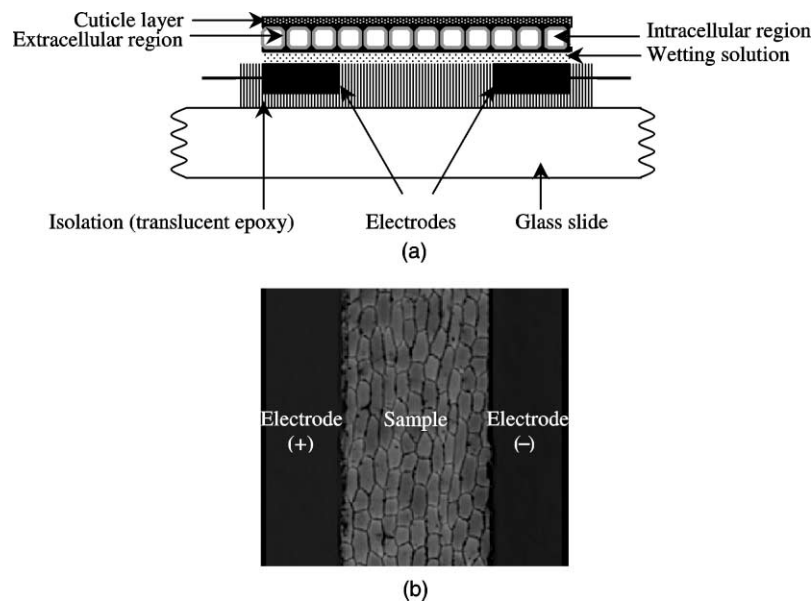 Cuticle layer
Extracellular region
Intracellular region
Wetting solution
Isolation (translucent epoxy)
Electrodes
Glass slide
(a)
Electrode
(+)
Sample
Electrode
(–)
(b)